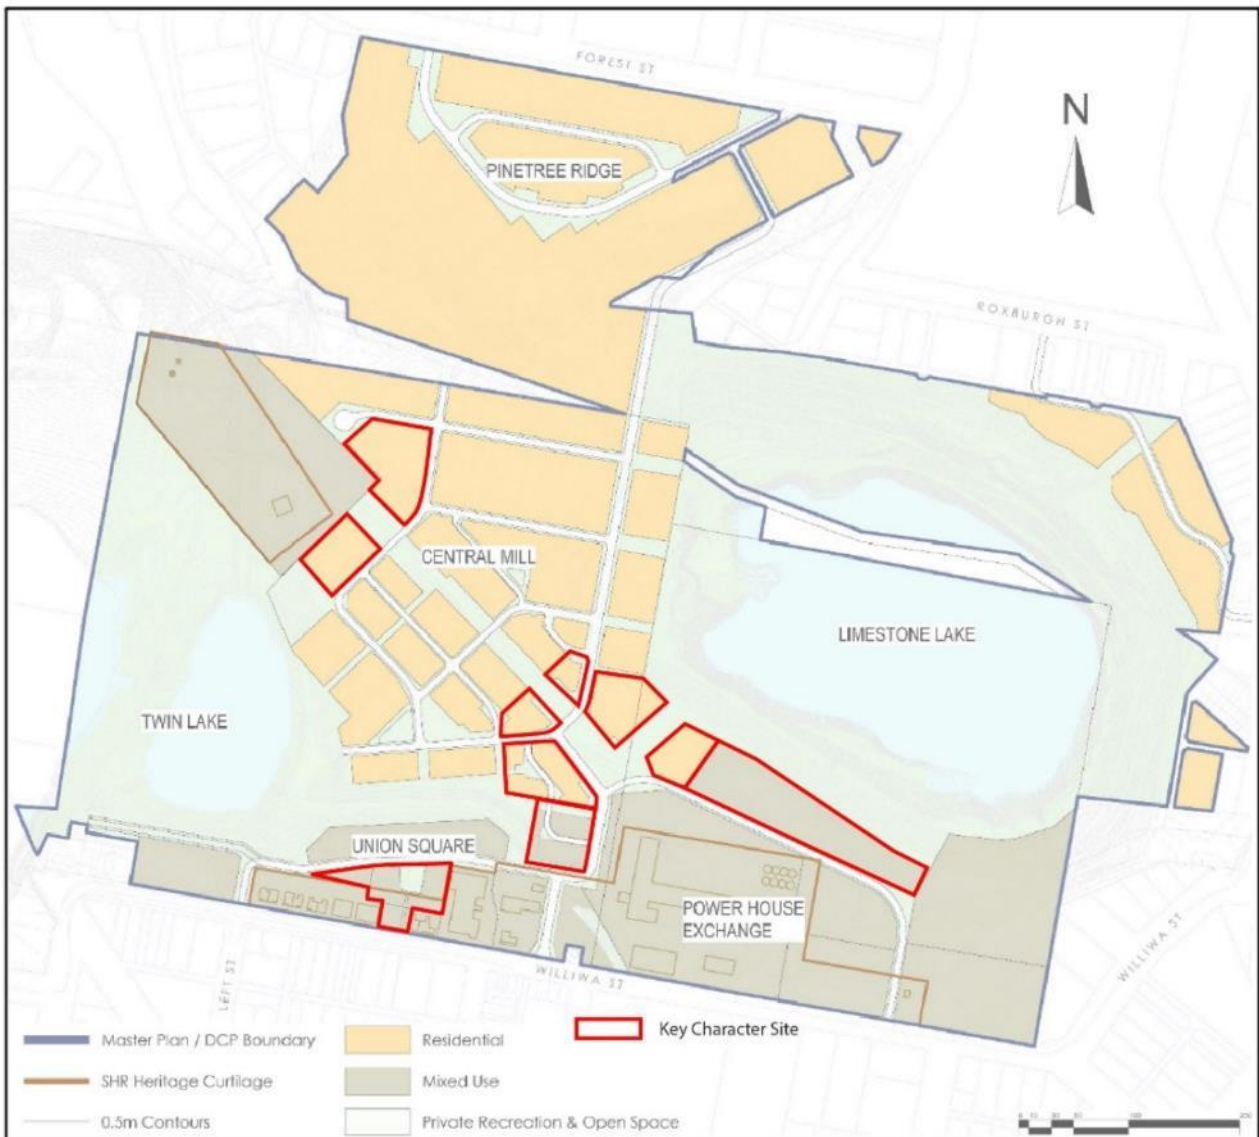 FOREST ST
N
PINETREE RIDGE
ROXBURGH ST
CENTRAL MILL
LIMESTONE LAKE
TWIN LAKE
UNION SQUARE
POWER HOUSE
EXCHANGE
WILLIWA ST
WILLIWA ST
LEFT ST
Master Plan / DCP Boundary
Residential
Key Character Site
SHR Heritage Curtilage
Mixed Use
0.5m Contours
Private Recreation & Open Space